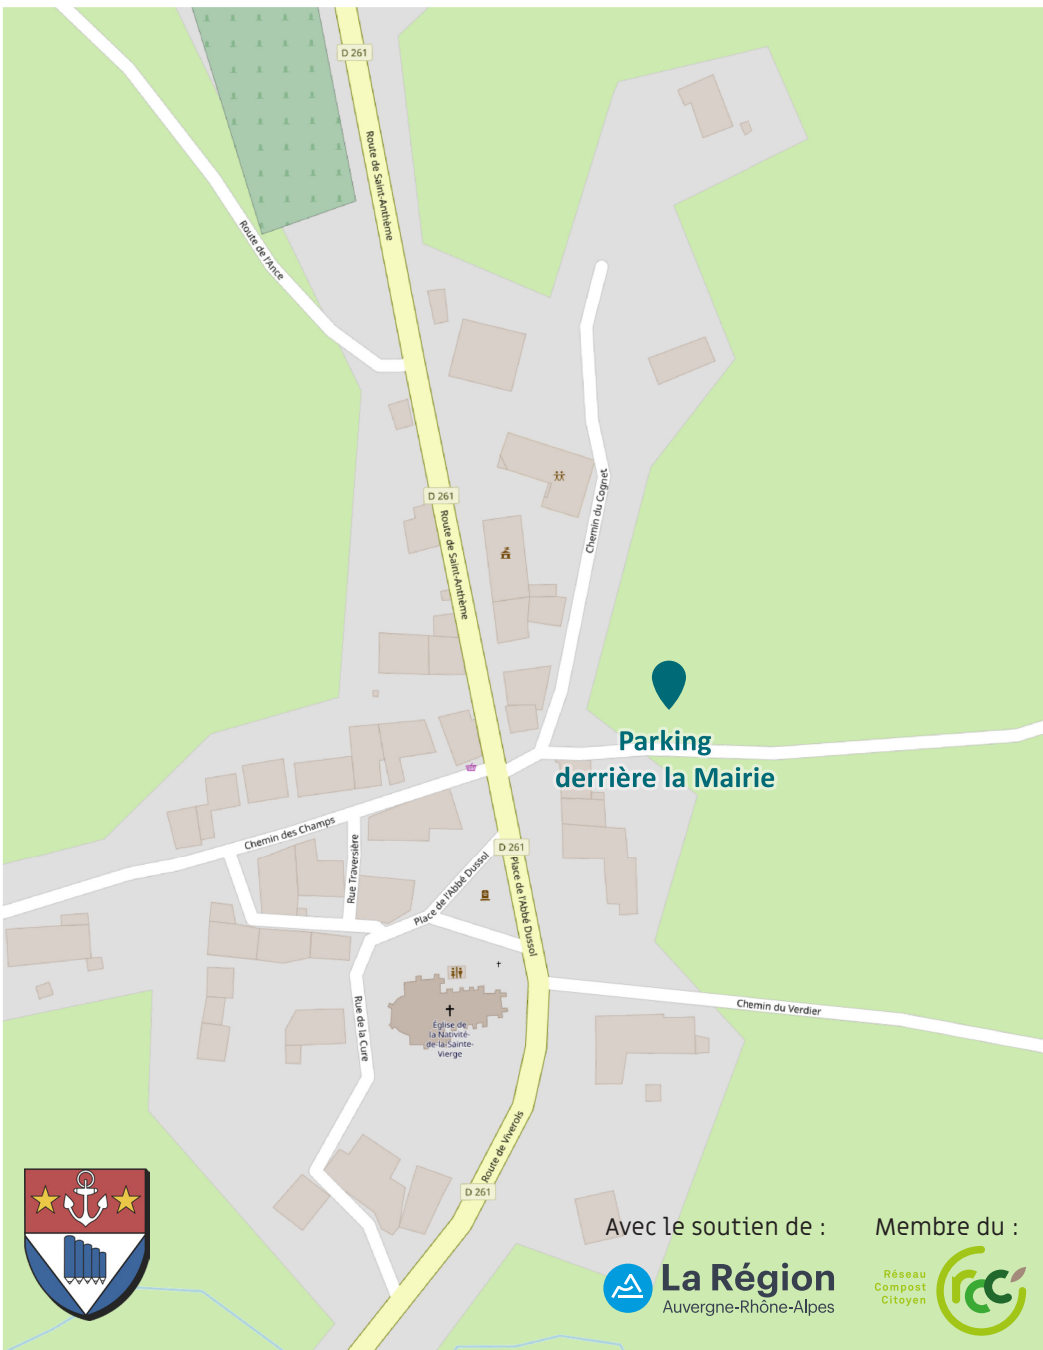 D 261
Route de Saint-Anthème
Route de l'Ance
D 261
Route de Saint-Anthème
Chemin du Cognet
Parking
derrière la Mairie
Chemin des Champs
Rue Traversière
D 261
Place de l'Abbé Dussol
Place de l'Abbé Dussol
Chemin du Verdier
Rue de la Cure
Église de
la Nativité-
de-la-Sainte-
Vierge
Route de Viverols
D 261
Avec le soutien de :
La Région
Auvergne-Rhône-Alpes
Membre du :
Réseau
Compost
Citoyen
rcc